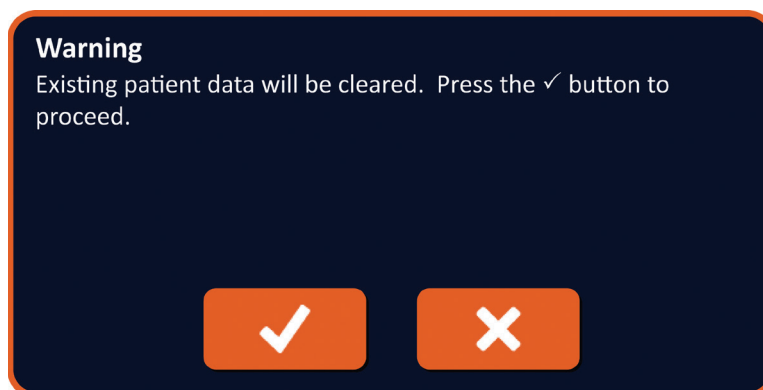 Warning
Existing patient data will be cleared.  Press the ✓ button to
proceed.